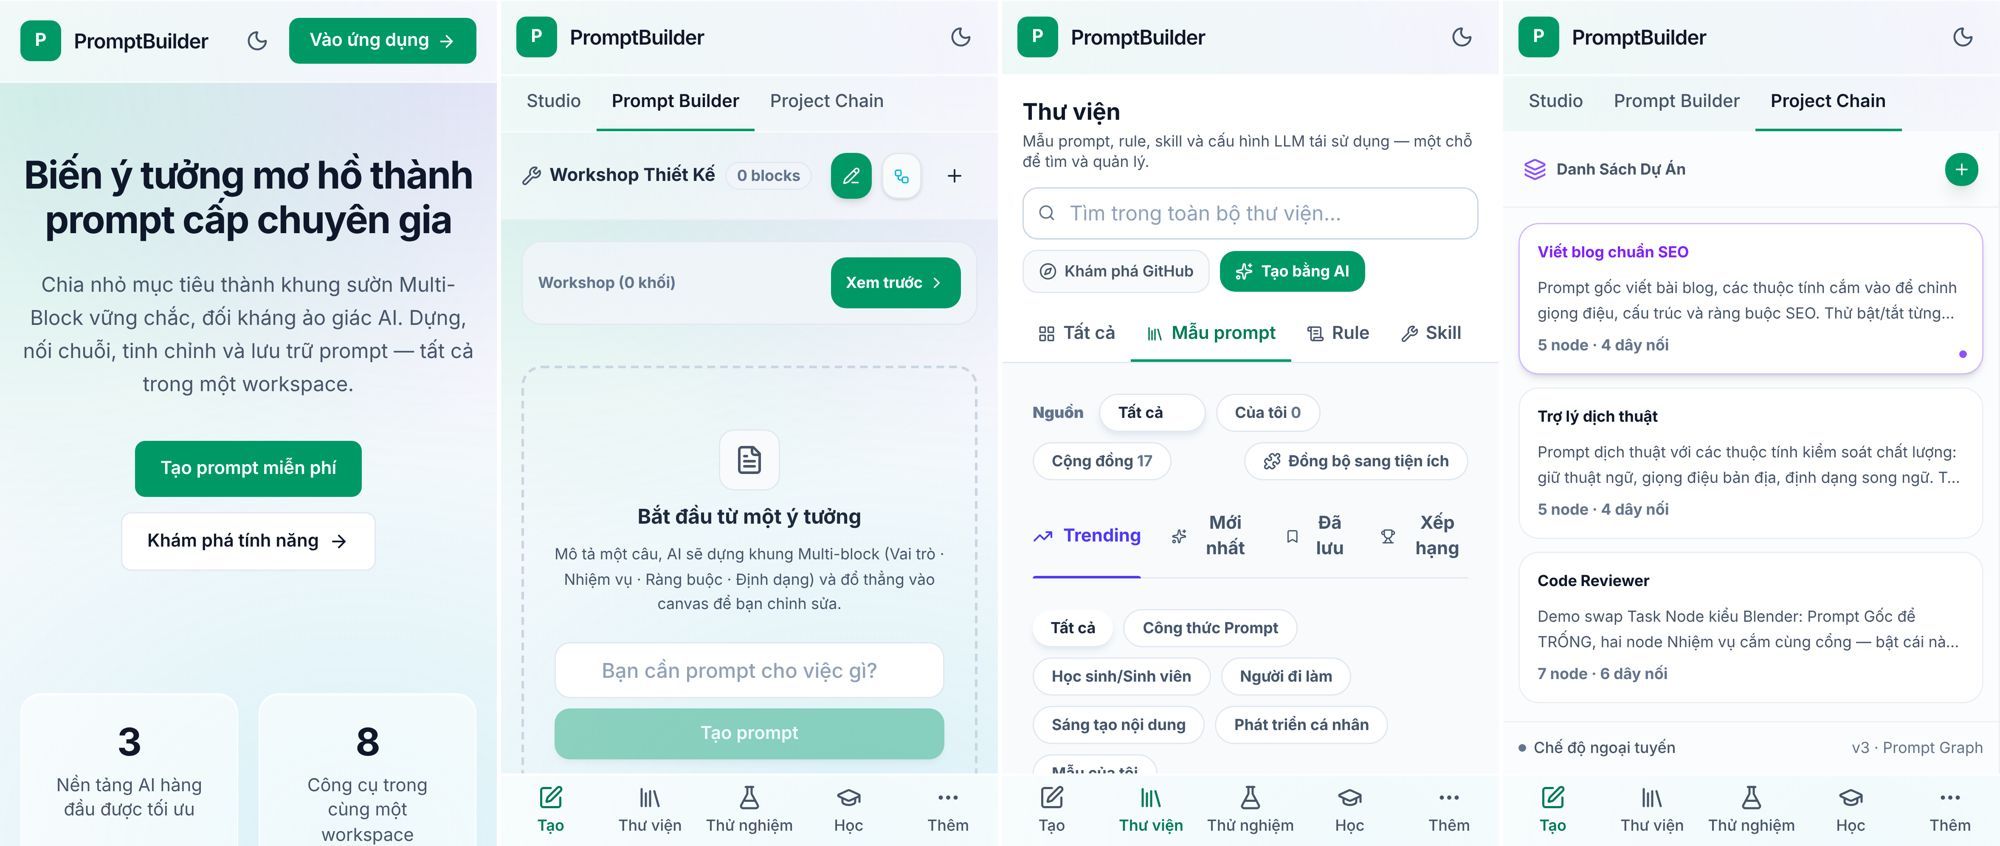 P PromptBuilder
Vào ứng dụng →
Biến ý tưởng mơ hồ thành
prompt cấp chuyên gia
Chia nhỏ mục tiêu thành khung sườn Multi-
Block vững chắc, đối kháng ảo giác AI. Dựng,
nối chuỗi, tinh chỉnh và lưu trữ prompt — tất cả
trong một workspace.
Tạo prompt miễn phí
Khám phá tính năng →
3
Nền tảng AI hàng
đầu được tối ưu
8
Công cụ trong
cùng một
workspace
P PromptBuilder
Studio Prompt Builder Project Chain
Workshop Thiết Kế 0 blocks
Workshop (0 khối)
Xem trước
Bắt đầu từ một ý tưởng
Mô tả một câu, AI sẽ dựng khung Multi-block (Vai trò ·
Nhiệm vụ · Ràng buộc · Định dạng) và đổ thẳng vào
canvas để bạn chỉnh sửa.
Bạn cần prompt cho việc gì?
Tạo prompt
Tạo Thư viện Thử nghiệm Học Thêm
P PromptBuilder
Thư viện
Mẫu prompt, rule, skill và cấu hình LLM tái sử dụng — một chỗ
để tìm và quản lý.
Tìm trong toàn bộ thư viện...
Khám phá GitHub Tạo bằng AI
Tất cả Mẫu prompt Rule Skill
Nguồn Tất cả Của tôi 0
Cộng đồng 17 Đồng bộ sang tiện ích
Trending
Mới
nhất
Đã
lưu
Xếp
hạng
Tất cả Công thức Prompt
Học sinh/Sinh viên Người đi làm
Sáng tạo nội dung Phát triển cá nhân
Mẫu của tôi
Tạo Thư viện Thử nghiệm Học Thêm
P PromptBuilder
Studio Prompt Builder Project Chain
Danh Sách Dự Án
Viết blog chuẩn SEO
Prompt gốc viết bài blog, các thuộc tính cắm vào để chỉnh
giọng điệu, cấu trúc và ràng buộc SEO. Thử bật/tắt từng...
5 node · 4 dây nối
Trợ lý dịch thuật
Prompt dịch thuật với các thuộc tính kiểm soát chất lượng:
giữ thuật ngữ, giọng điệu bản địa, định dạng song ngữ. T...
5 node · 4 dây nối
Code Reviewer
Demo swap Task Node kiểu Blender: Prompt Gốc để
TRỐNG, hai node Nhiệm vụ cắm cùng cổng — bật cái nà...
7 node · 6 dây nối
Chế độ ngoại tuyến v3 · Prompt Graph
Tạo Thư viện Thử nghiệm Học Thêm